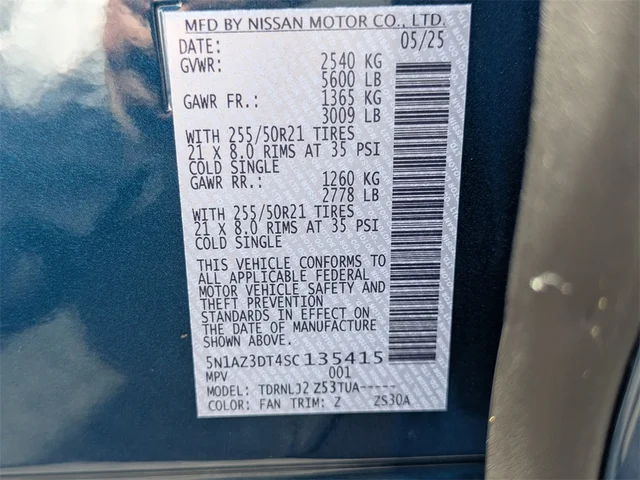 MFD BY NISSAN MOTOR CO., LTD.
DATE: 05/25
GVWR: 2540 KG
5600 LB
GAWR FR.: 1365 KG
3009 LB
WITH 255/50R21 TIRES
21 X 8.0 RIMS AT 35 PSI
COLD SINGLE
GAWR RR.: 1260 KG
2778 LB
WITH 255/50R21 TIRES
21 X 8.0 RIMS AT 35 PSI
COLD SINGLE
THIS VEHICLE CONFORMS TO
ALL APPLICABLE FEDERAL
MOTOR VEHICLE SAFETY AND
THEFT PREVENTION
STANDARDS IN EFFECT ON
THE DATE OF MANUFACTURE
SHOWN ABOVE.
5N1AZ3DT4SC135415
MPV 001
MODEL: TDRNLJ2 Z53TUA-----
COLOR: FAN TRIM: Z ZS30A